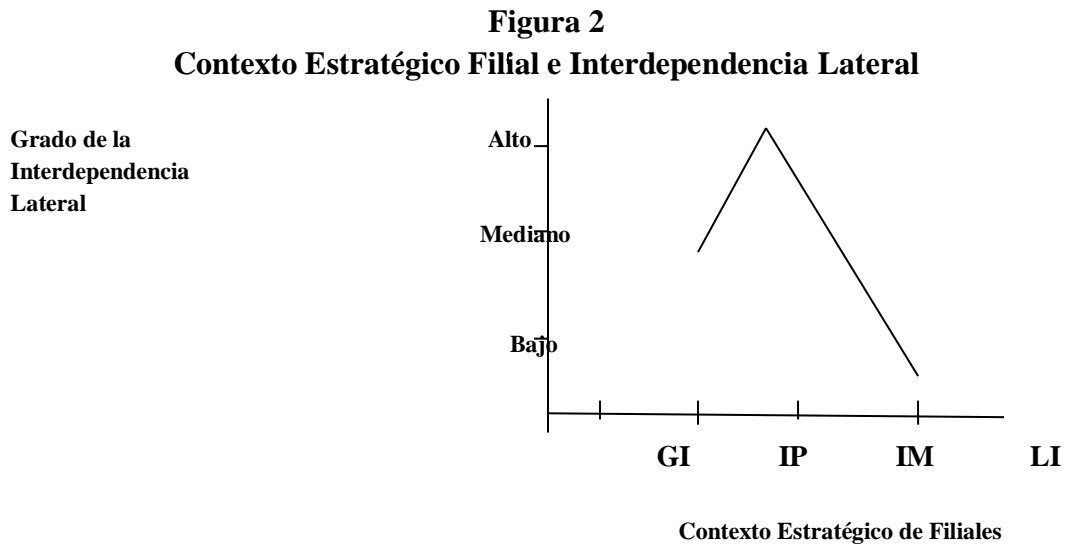 Figura 2
Contexto Estratégico Filial e Interdependencia Lateral
Grado de la
Interdependencia
Lateral
Alto
Mediano
Bajo
GI IP IM LI
Contexto Estratégico de Filiales